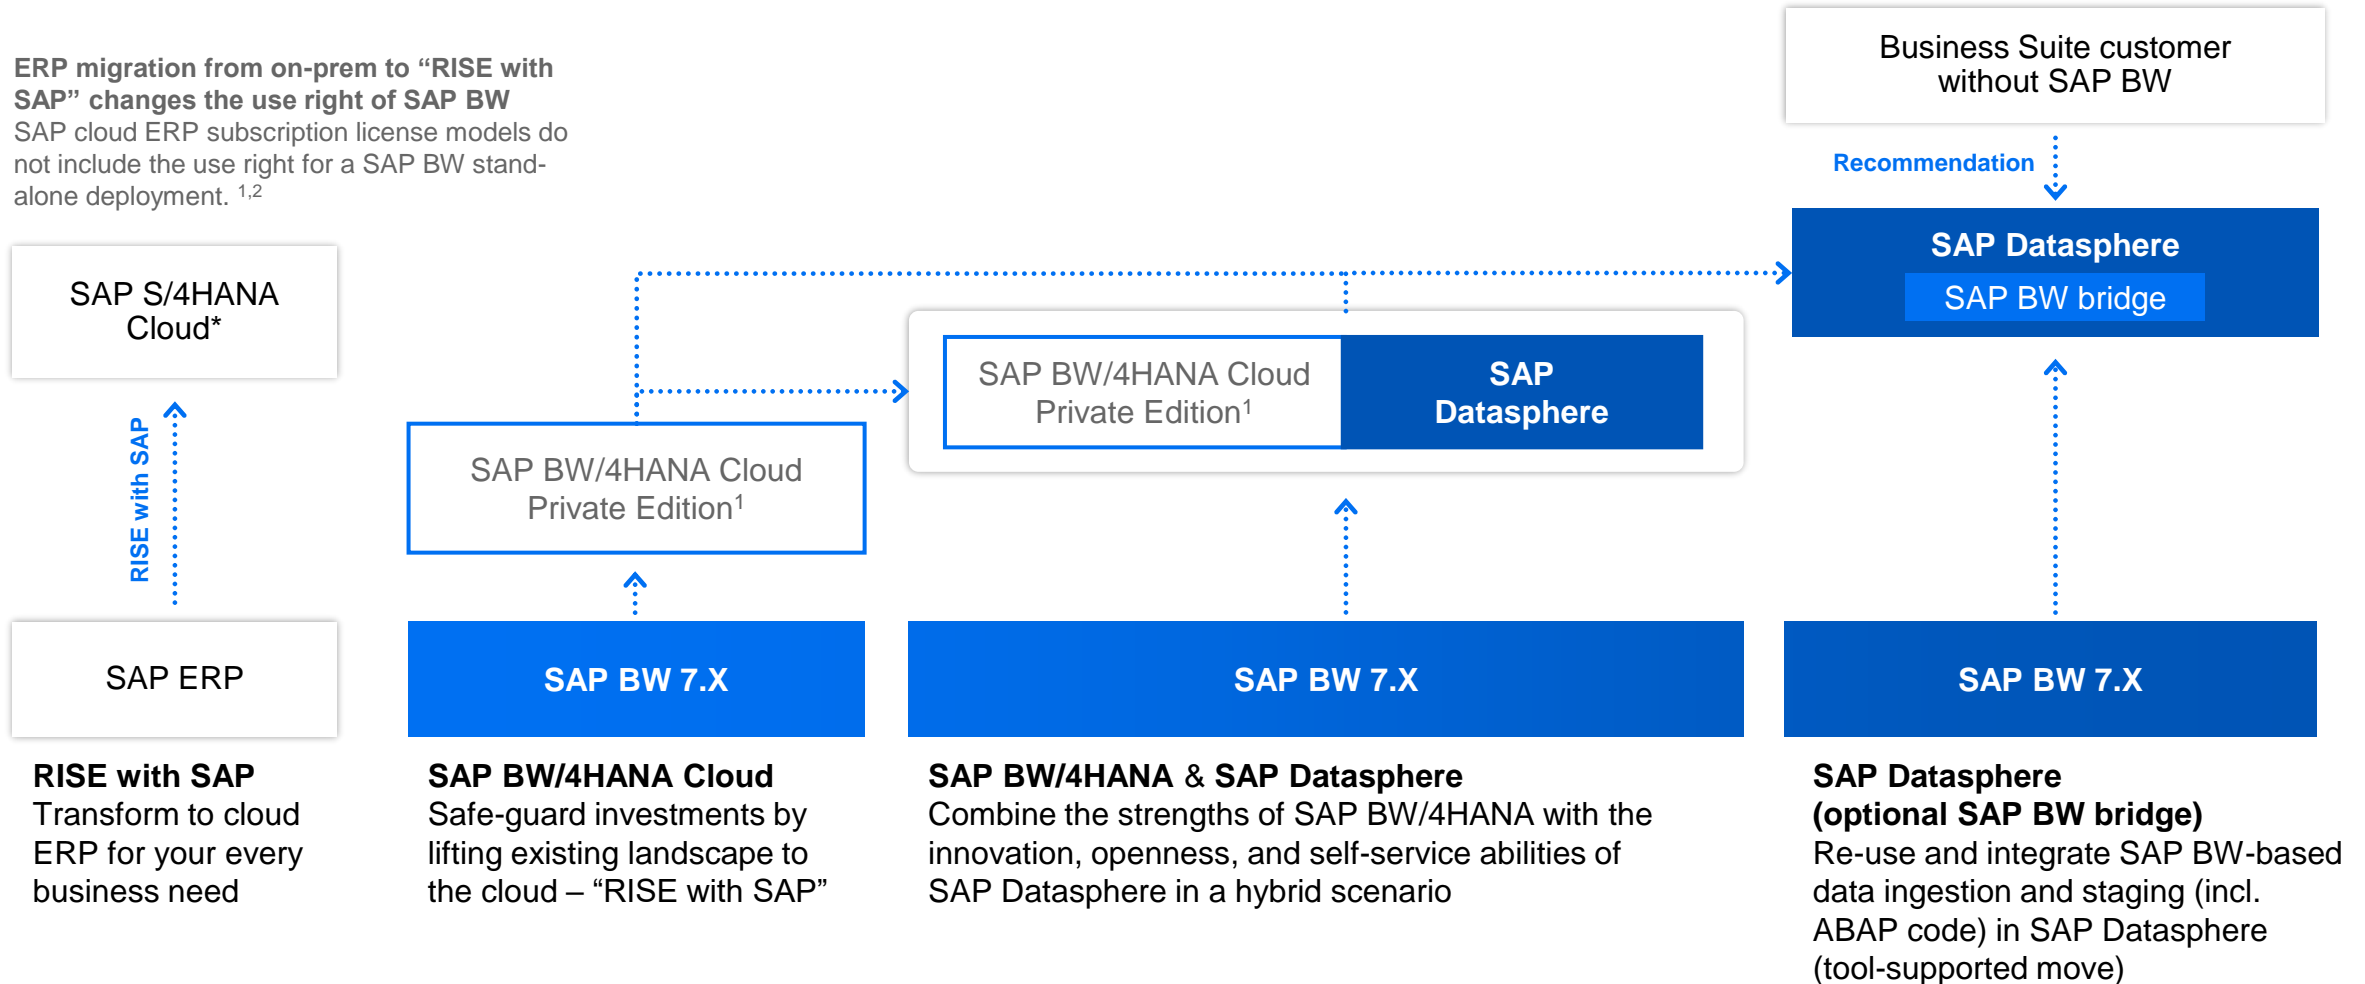 ERP migration from on-prem to “RISE with
SAP” changes the use right of SAP BW
SAP cloud ERP subscription license models do
not include the use right for a SAP BW stand-
alone deployment. 1,2
Business Suite customer
without SAP BW
Recommendation
SAP Datasphere
SAP BW bridge
SAP S/4HANA
Cloud*
RISE with SAP
SAP BW/4HANA Cloud
Private Edition1
SAP
Datasphere
SAP BW/4HANA Cloud
Private Edition1
SAP ERP
SAP BW 7.X
SAP BW 7.X
SAP BW 7.X
RISE with SAP
Transform to cloud
ERP for your every
business need
SAP BW/4HANA Cloud
Safe-guard investments by
lifting existing landscape to
the cloud – “RISE with SAP”
SAP BW/4HANA & SAP Datasphere
Combine the strengths of SAP BW/4HANA with the
innovation, openness, and self-service abilities of
SAP Datasphere in a hybrid scenario
SAP Datasphere
(optional SAP BW bridge)
Re-use and integrate SAP BW-based
data ingestion and staging (incl.
ABAP code) in SAP Datasphere
(tool-supported move)